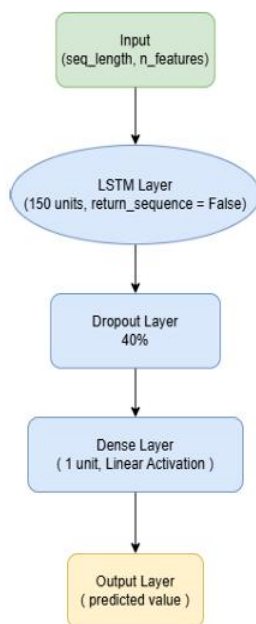 Input
(seq_length, n_features)
LSTM Layer
(150 units, return_sequence = False)
Dropout Layer
40%
Dense Layer
( 1 unit, Linear Activation )
Output Layer
( predicted value )